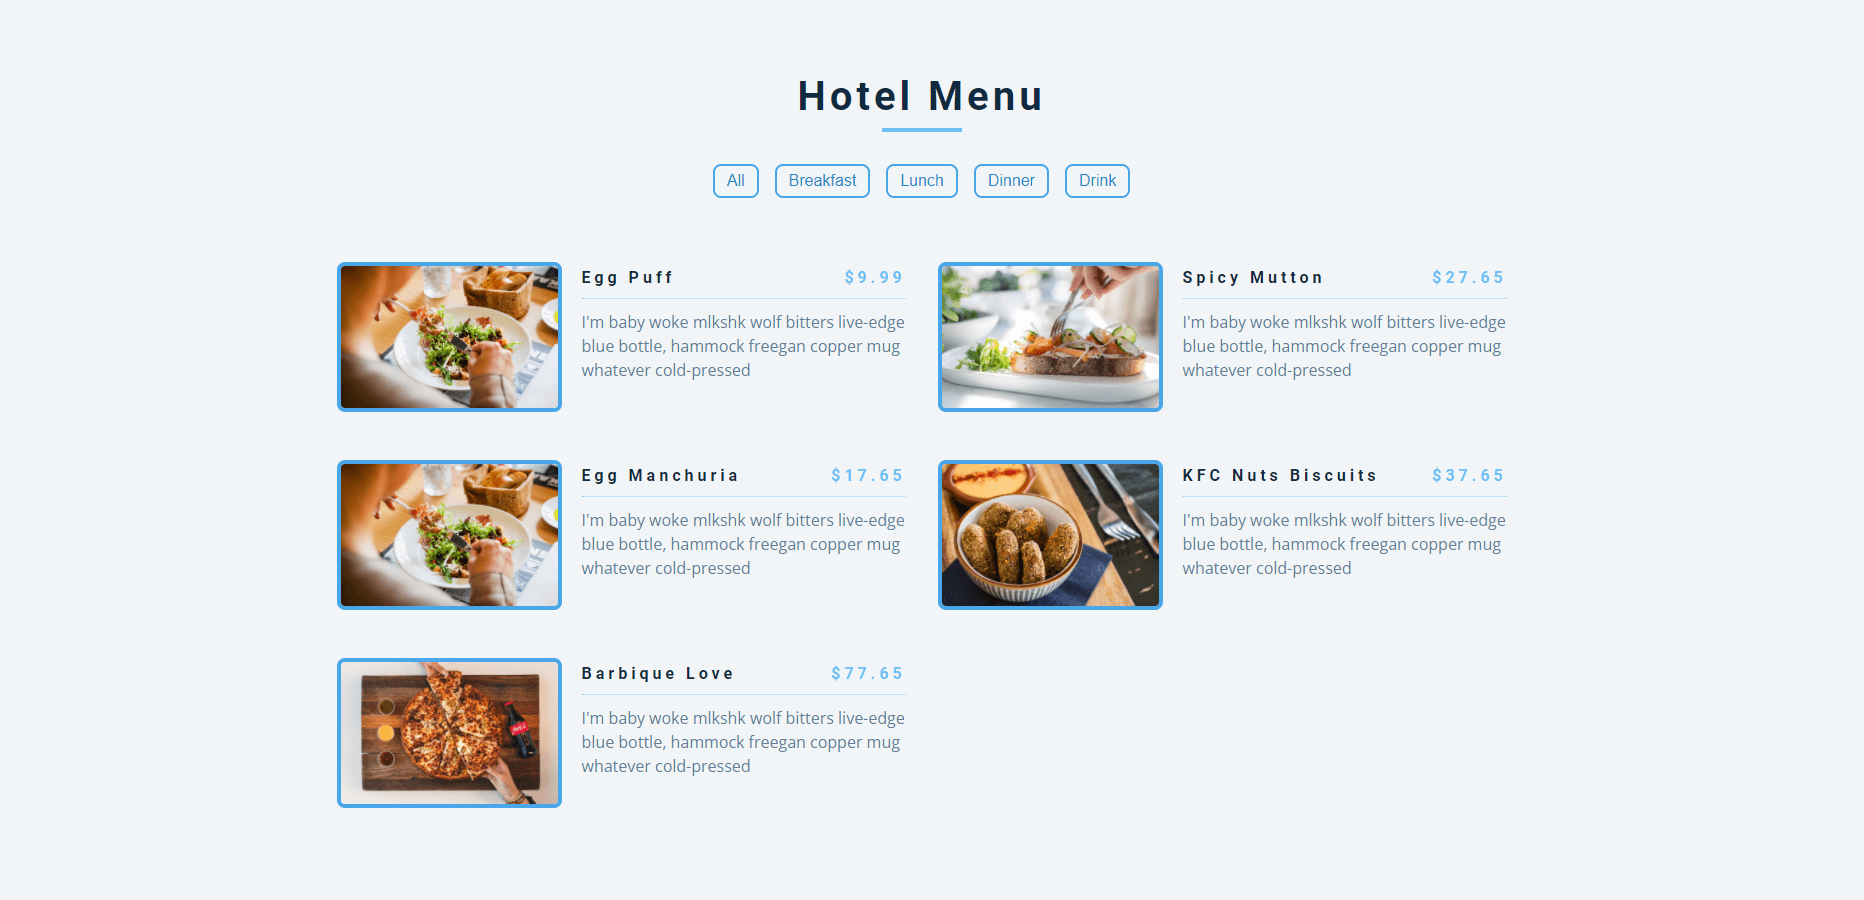 Hotel Menu
All Breakfast Lunch Dinner Drink
Egg Puff $9.99
I'm baby woke mlkshk wolf bitters live-edge
blue bottle, hammock freegan copper mug
whatever cold-pressed
Spicy Mutton $27.65
I'm baby woke mlkshk wolf bitters live-edge
blue bottle, hammock freegan copper mug
whatever cold-pressed
Egg Manchuria $17.65
I'm baby woke mlkshk wolf bitters live-edge
blue bottle, hammock freegan copper mug
whatever cold-pressed
KFC Nuts Biscuits $37.65
I'm baby woke mlkshk wolf bitters live-edge
blue bottle, hammock freegan copper mug
whatever cold-pressed
Barbique Love $77.65
I'm baby woke mlkshk wolf bitters live-edge
blue bottle, hammock freegan copper mug
whatever cold-pressed